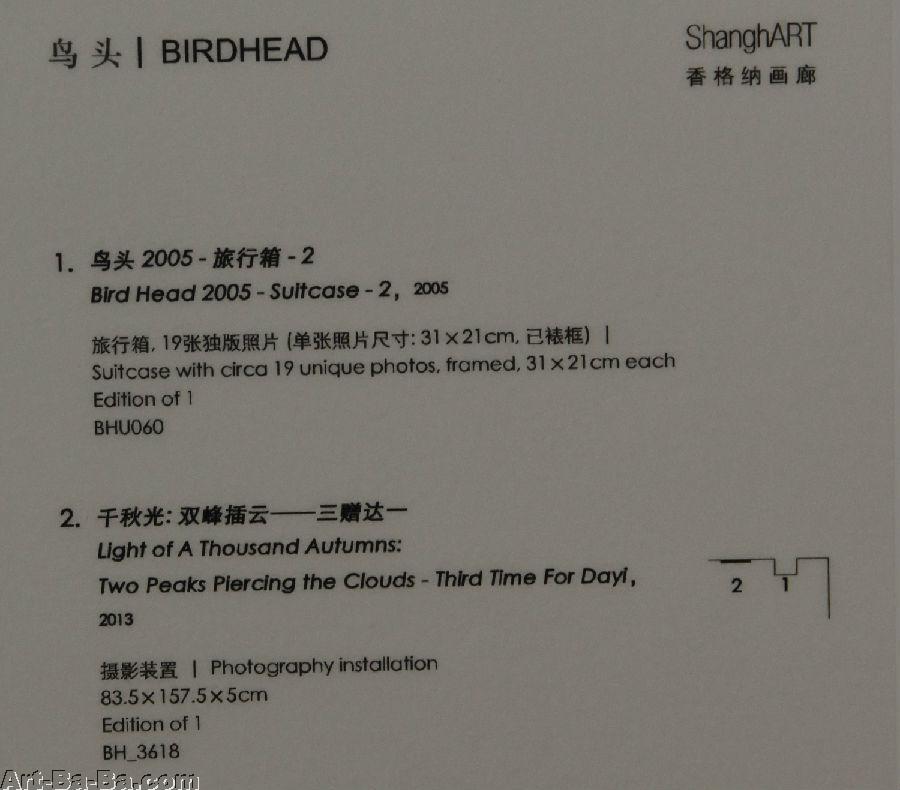 鸟头 | BIRDHEAD
ShanghART
香格纳画廊
1. 鸟头 2005 - 旅行箱 - 2
Bird Head 2005 - Suitcase - 2, 2005
旅行箱, 19张独版照片 (单张照片尺寸: 31×21cm, 已裱框) |
Suitcase with circa 19 unique photos, framed, 31×21cm each
Edition of 1
BHU060
2. 千秋光: 双峰插云——三赠达一
Light of A Thousand Autumns:
Two Peaks Piercing the Clouds - Third Time For Dayi,
2013
2 1
摄影装置 | Photography installation
83.5×157.5×5cm
Edition of 1
BH_3618
Art-Ba-Ba.com